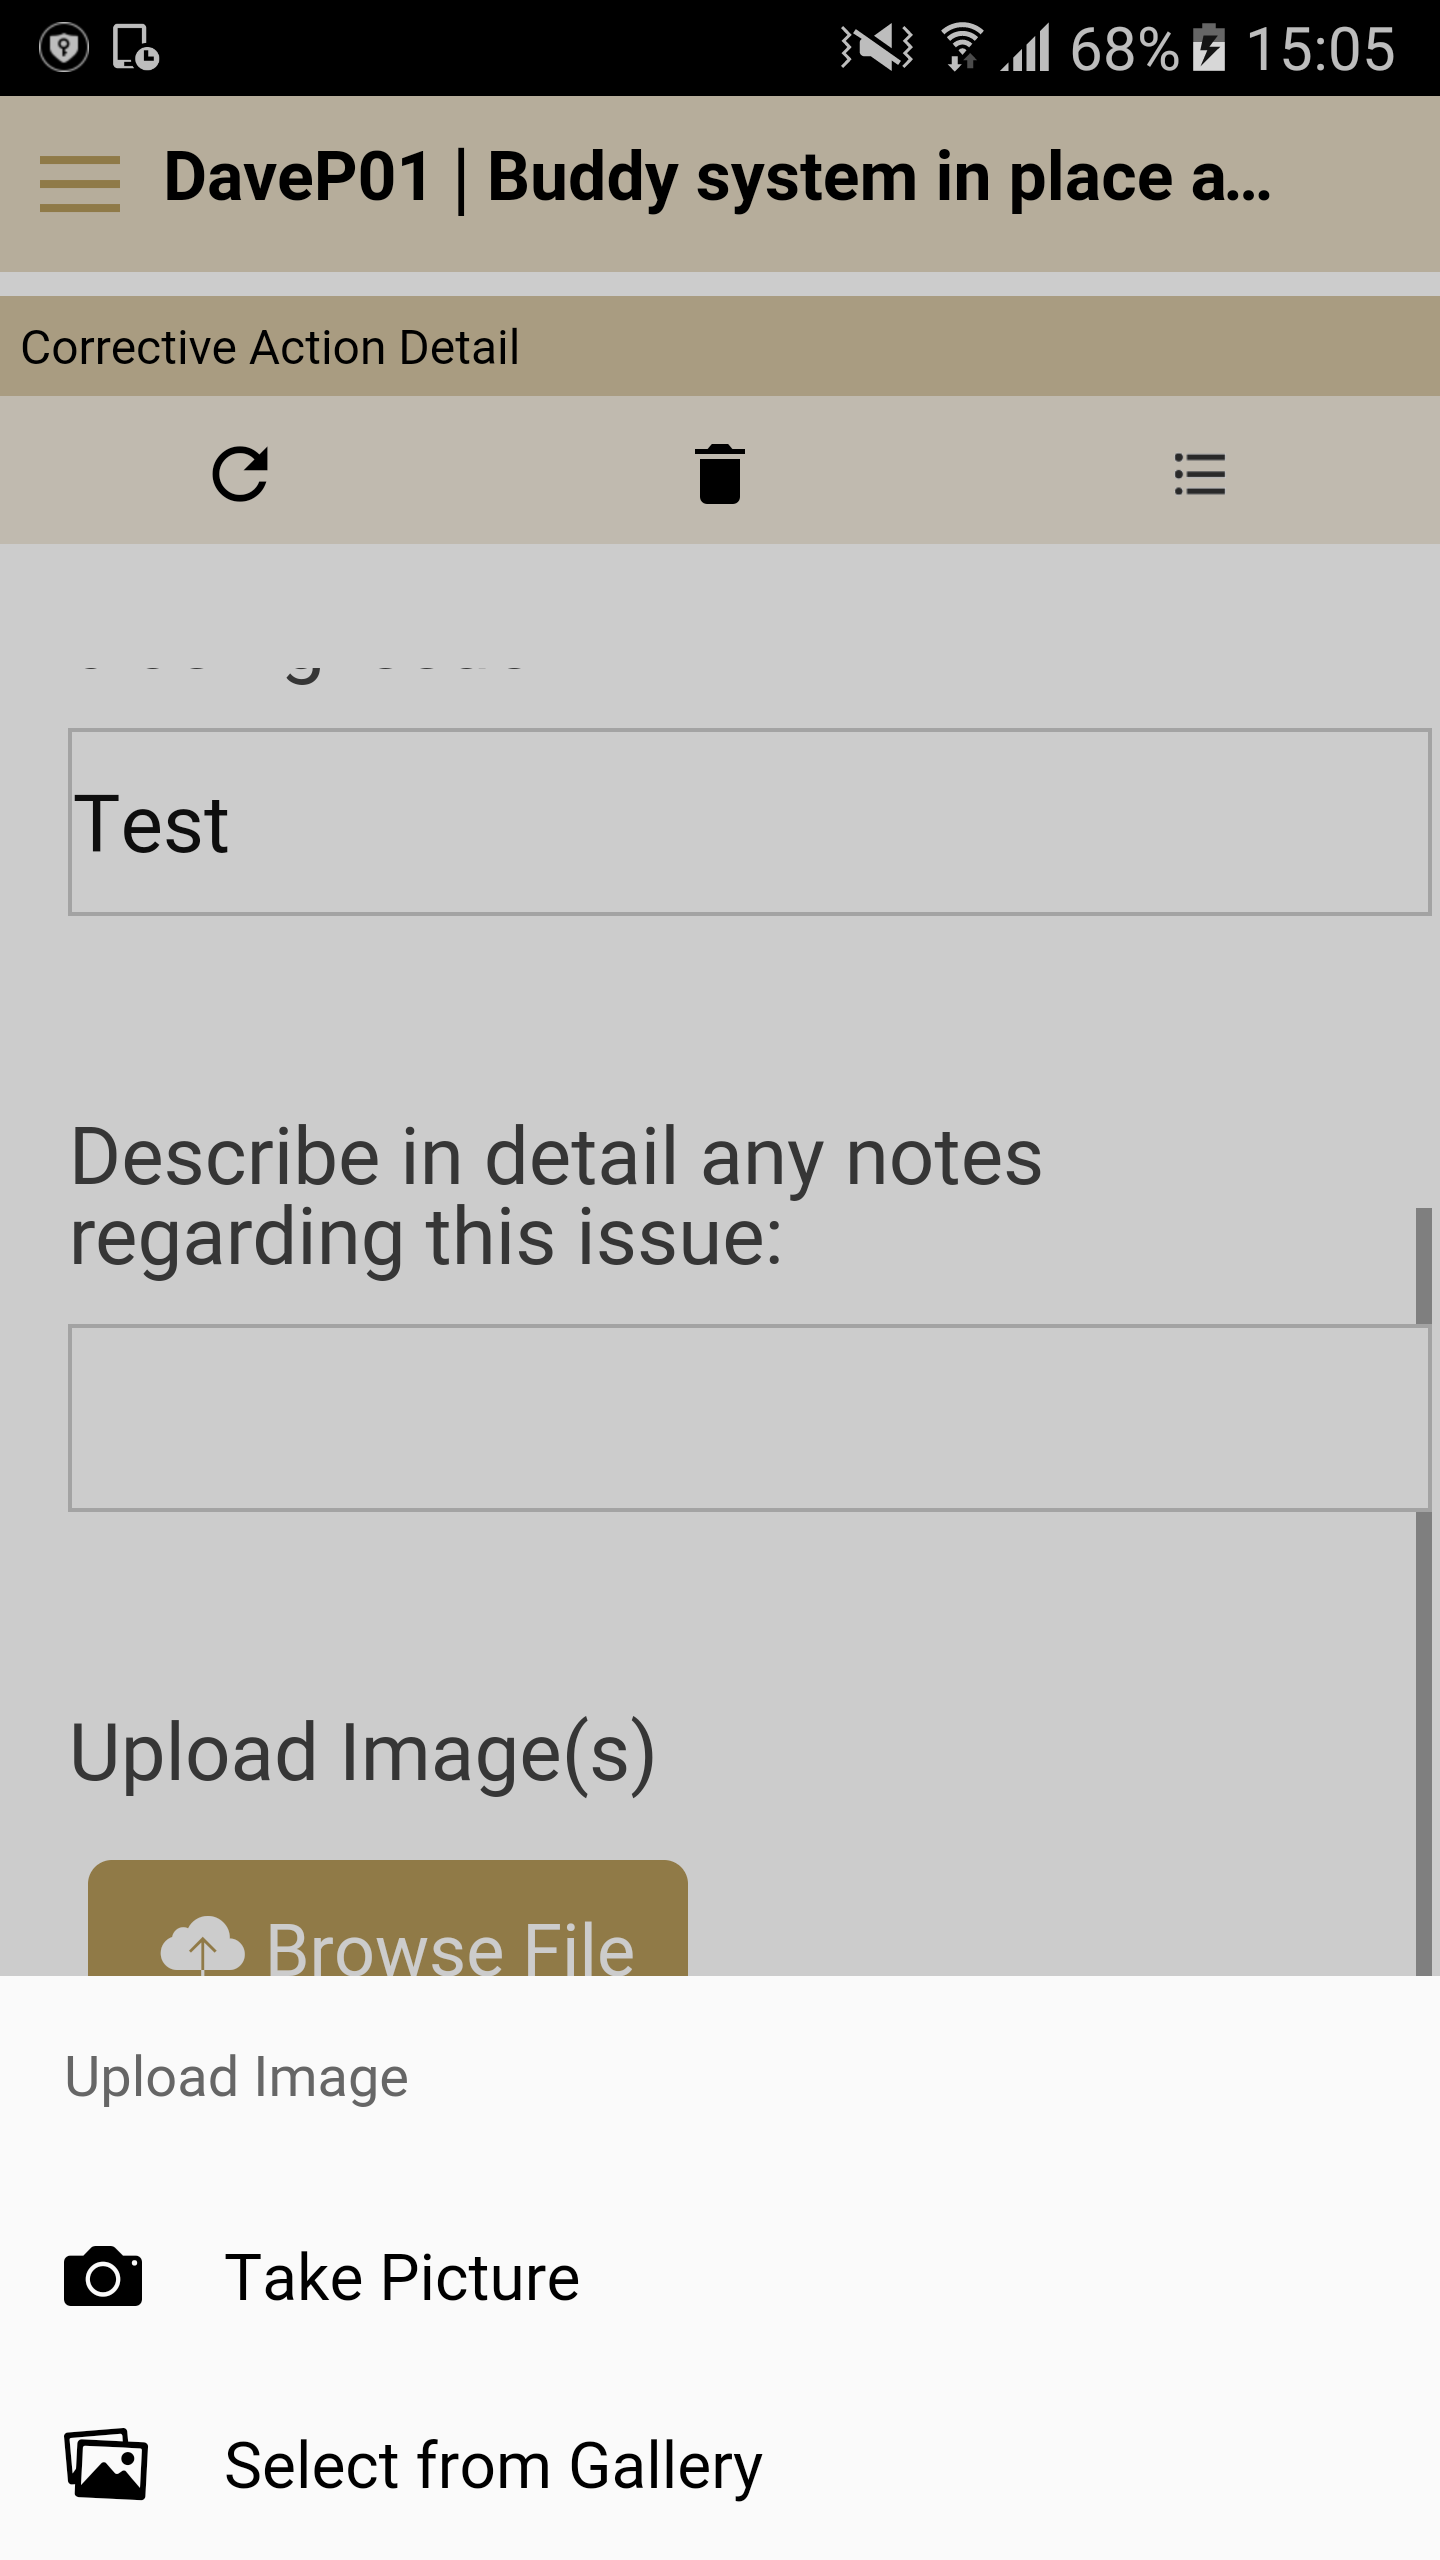 68% 15:05
DaveP01 | Buddy system in place a...
Corrective Action Detail
Test
Describe in detail any notes
regarding this issue:
Upload Image(s)
Browse File
Upload Image
Take Picture
Select from Gallery